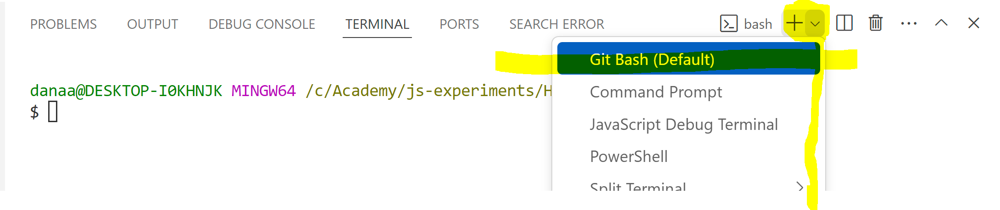 PROBLEMS OUTPUT DEBUG CONSOLE TERMINAL PORTS SEARCH ERROR bash
Git Bash (Default)
Command Prompt
JavaScript Debug Terminal
PowerShell
Split Terminal
danaa@DESKTOP-I0KHNJK MINGW64 /c/Academy/js-experiments/H
$